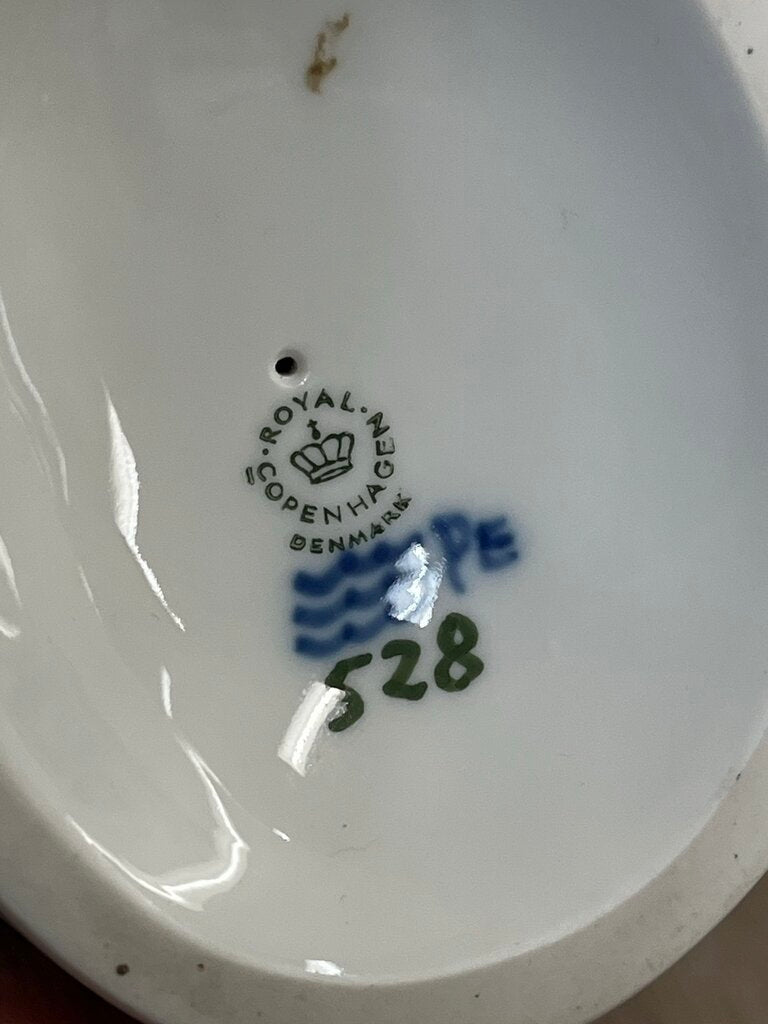 ROYAL
COPENHAGEN
DENMARK
PE
528